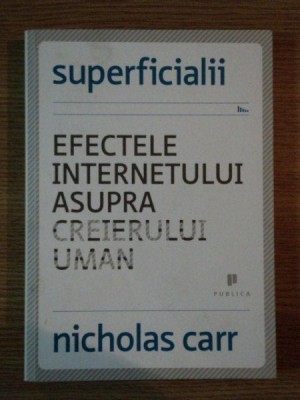 superficialii
EFECTELE
INTERNETULUI
ASUPRA
CREIERULUI
UMAN
PUBLICA
nicholas carr